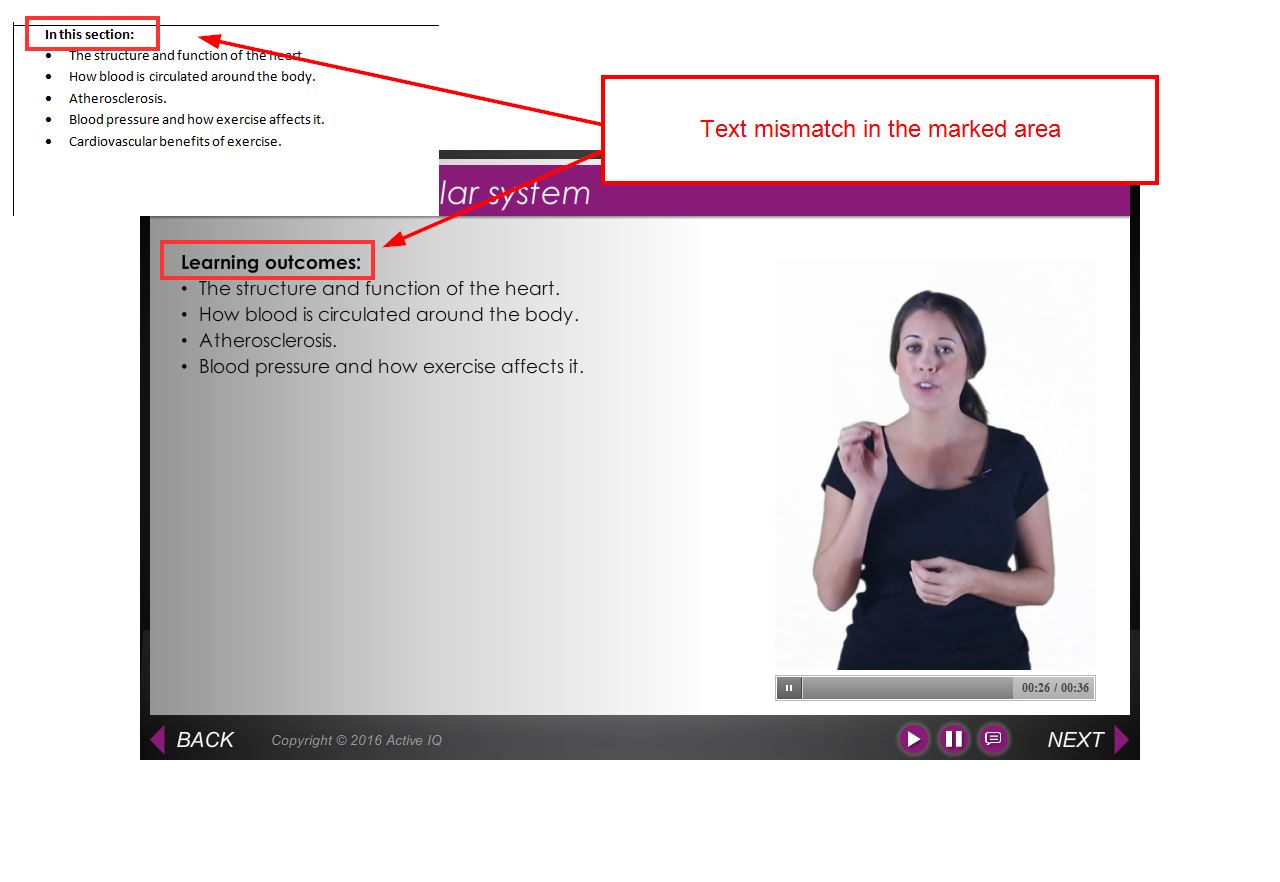 In this section:
• The structure and function of the heart.
• How blood is circulated around the body.
• Atherosclerosis.
• Blood pressure and how exercise affects it.
• Cardiovascular benefits of exercise.
Text mismatch in the marked area
lar system
Learning outcomes:
• The structure and function of the heart.
• How blood is circulated around the body.
• Atherosclerosis.
• Blood pressure and how exercise affects it.
00:26 / 00:36
BACK
Copyright © 2016 Active IQ
NEXT